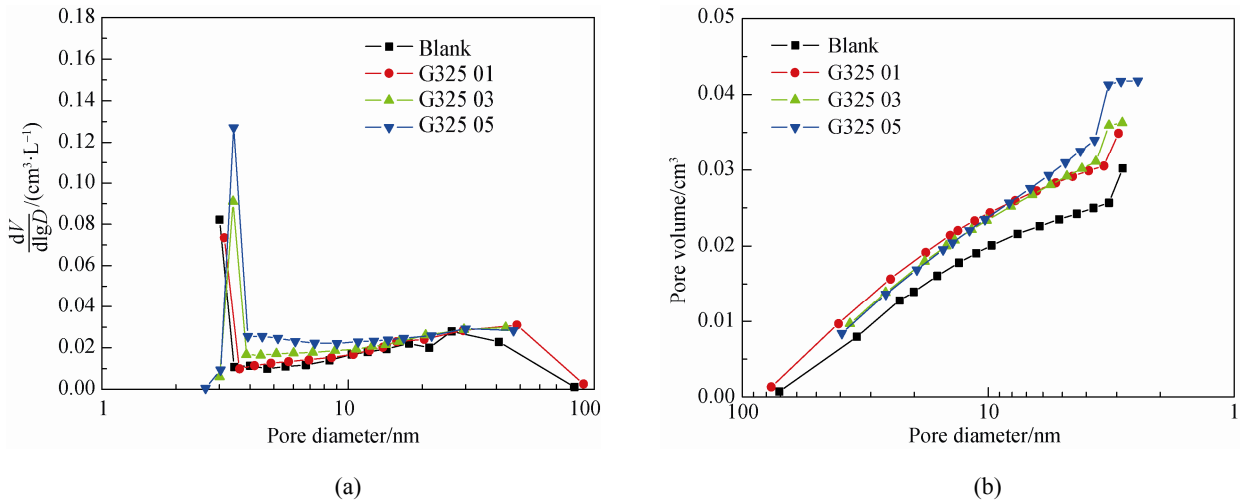 0.18
0.16
0.14
0.12
0.10
0.08
0.06
0.04
0.02
0.00
dV
dlgD /(cm³·L⁻¹)
Blank
G325 01
G325 03
G325 05
1 10 100
Pore diameter/nm
(a)
0.05
0.04
0.03
0.02
0.01
0.00
Pore volume/cm³
Blank
G325 01
G325 03
G325 05
100 10 1
Pore diameter/nm
(b)